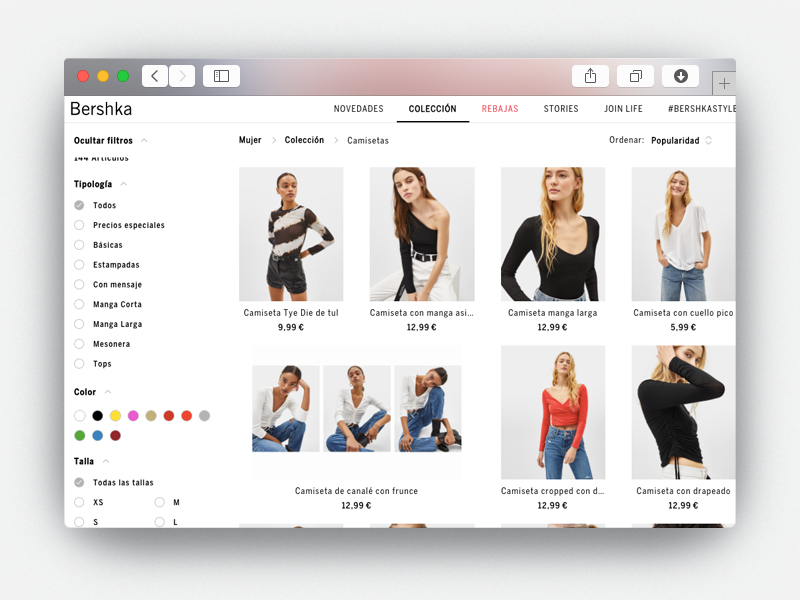 Bershka
NOVEDADES COLECCIÓN REBAJAS STORIES JOIN LIFE #BERSHKASTYLE
Ocultar filtros Mujer Colección Camisetas Ordenar: Popularidad
144 Artículos
Tipología
Todos
Precios especiales
Básicas
Estampadas
Con mensaje
Manga Corta
Manga Larga
Mesonera
Tops
Color
Talla
Todas las tallas
XS M
S L
Camiseta Tye Die de tul
9,99 €
Camiseta con manga asi...
12,99 €
Camiseta manga larga
12,99 €
Camiseta con cuello pico
5,99 €
Camiseta de canalé con frunce
12,99 €
Camiseta cropped con d...
12,99 €
Camiseta con drapeado
12,99 €